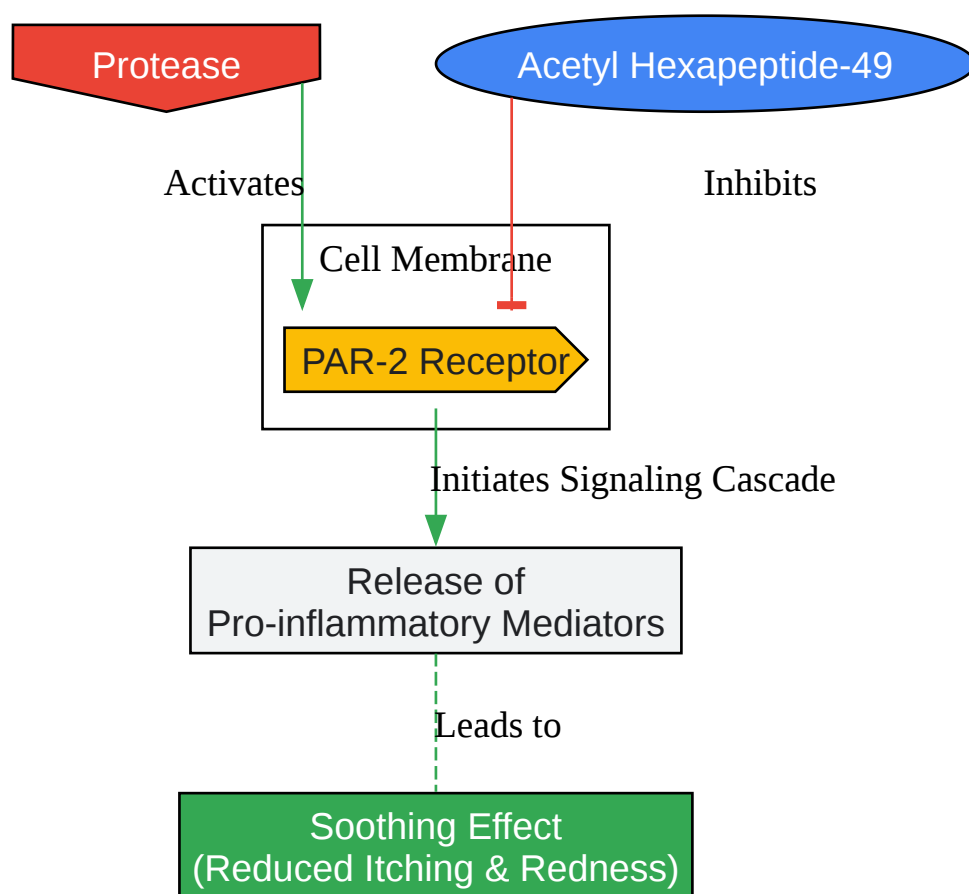 Protease
Acetyl Hexapeptide-49
Activates
Inhibits
Cell Membrane
PAR-2 Receptor
Initiates Signaling Cascade
Release of
Pro-inflammatory Mediators
Leads to
Soothing Effect
(Reduced Itching & Redness)